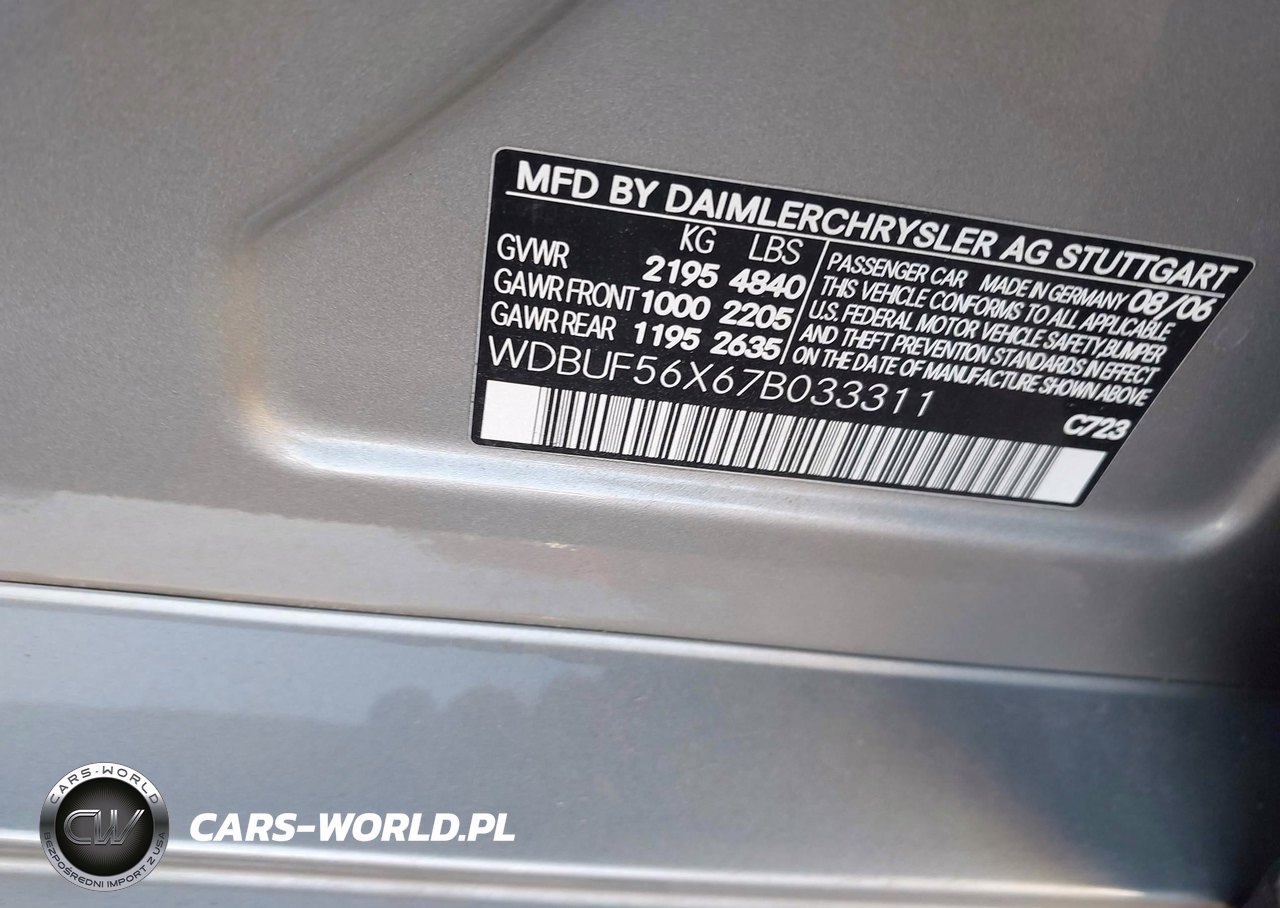 MFD BY DAIMLERCHRYSLER AG STUTTGART
KG LBS
GVWR 2195 4840
GAWR FRONT 1000 2205
GAWR REAR 1195 2635
PASSENGER CAR MADE IN GERMANY 08/06
THIS VEHICLE CONFORMS TO ALL APPLICABLE
U.S. FEDERAL MOTOR VEHICLE SAFETY,BUMPER
AND THEFT PREVENTION STANDARDS IN EFFECT
ON THE DATE OF MANUFACTURE SHOWN ABOVE
WDBUF56X67B033311
C723
CARS-WORLD
CW
BEZPOŚREDNI IMPORT Z USA
CARS-WORLD.PL